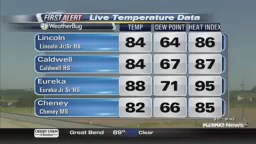 FIRST ALERT Live Temperature Data
WeatherBug TEMP DEW POINT HEAT INDEX
Lincoln 84 64 86
Lincoln Jr/Sr HS
Caldwell 84 67 87
Caldwell HS
Eureka 88 71 95
Eureka Jr/Sr HS
Cheney 82 66 85
Cheney MS
KAKE News
Great Bend 89° Clear